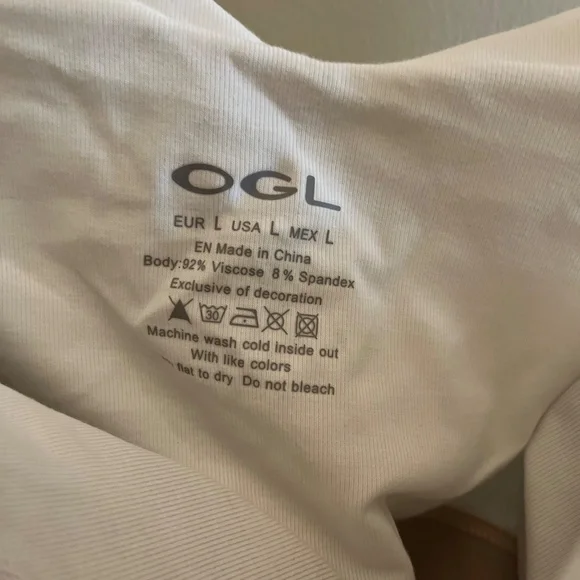 OGL
EUR L USA L MEX L
EN Made in China
Body:92% Viscose 8% Spandex
Exclusive of decoration
30
Machine wash cold inside out
With like colors
flat to dry Do not bleach